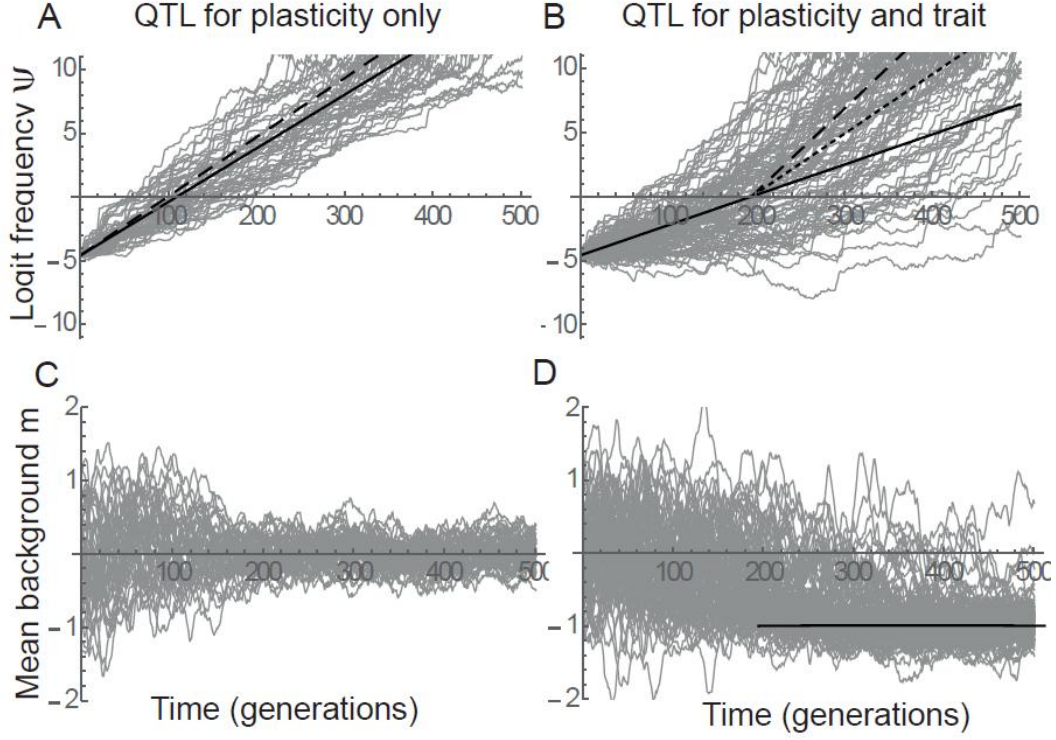 A QTL for plasticity only
B QTL for plasticity and trait
Logit frequency ψ
10
5
100 200 300 400 500
-5
-10
10
5
100 200 300 400 500
-5
- 10
C
D
Mean background m
2
1
100 200 300 400 500
-1
-2
2
1
100 200 300 400 500
-1
-2
Time (generations)
Time (generations)